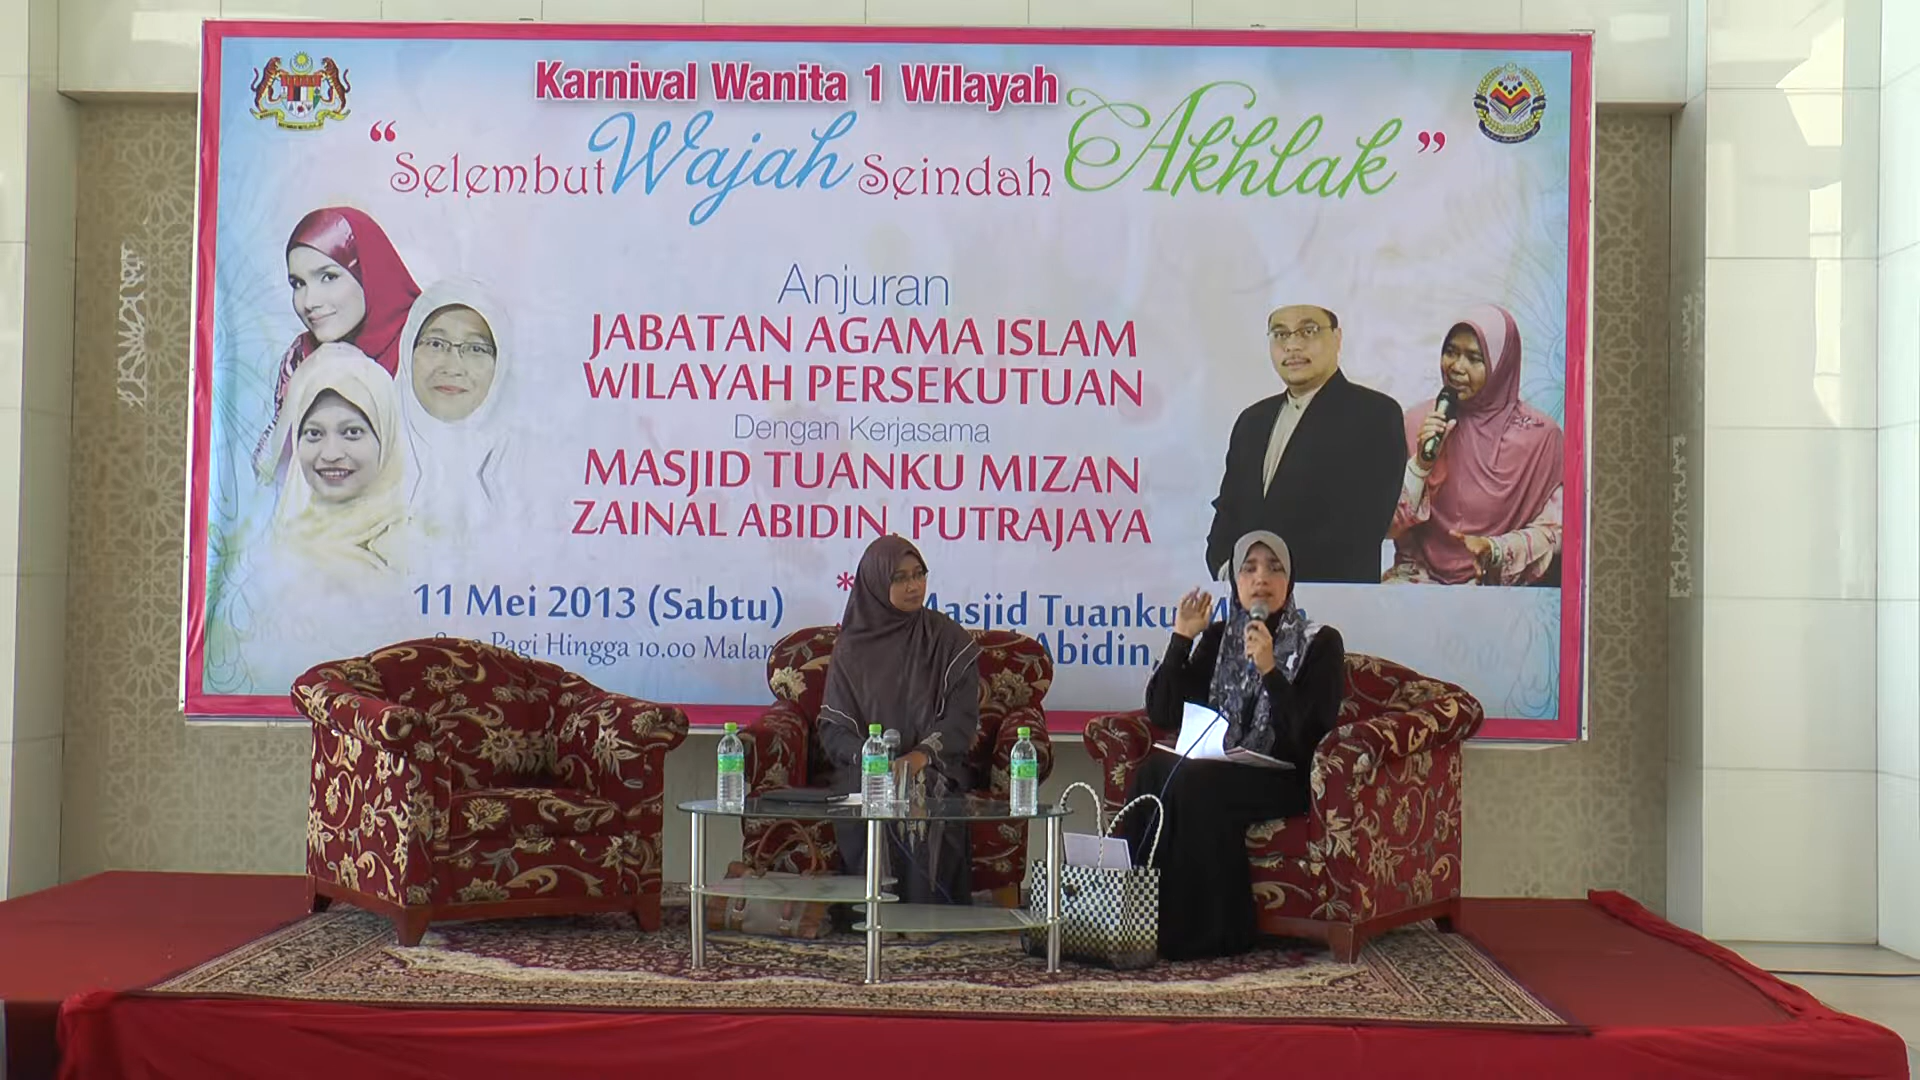 Karnival Wanita 1 Wilayah
“Selembut Wajah Seindah Akhlak”
Anjuran
JABATAN AGAMA ISLAM
WILAYAH PERSEKUTUAN
Dengan Kerjasama
MASJID TUANKU MIZAN
ZAINAL ABIDIN, PUTRAJAYA
11 Mei 2013 (Sabtu)
Pagi Hingga 10.00 Malam
* Masjid Tuanku
Abidin,